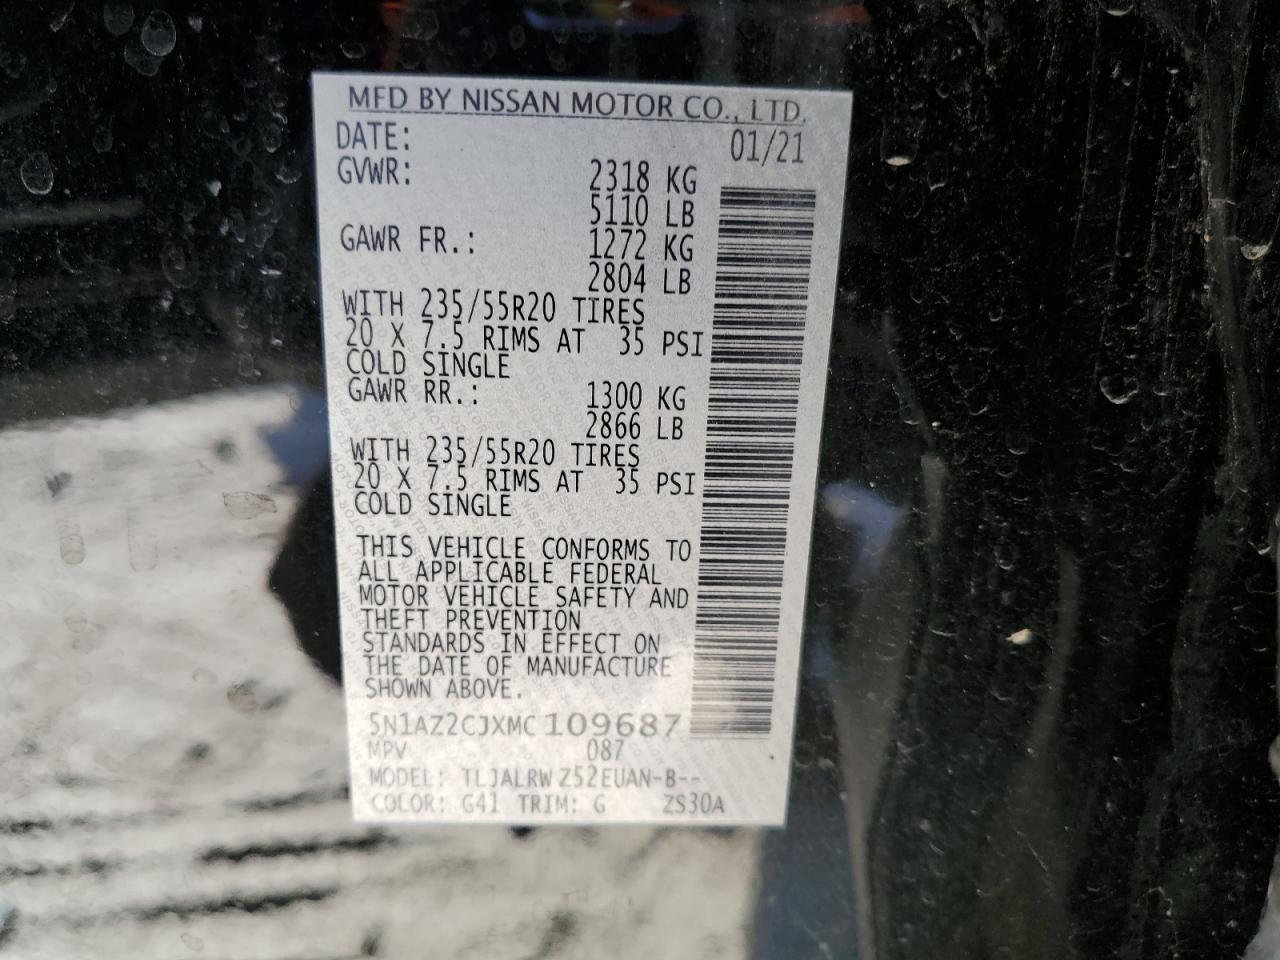 MFD BY NISSAN MOTOR CO., LTD.
DATE: 01/21
GVWR: 2318 KG
5110 LB
GAWR FR.: 1272 KG
2804 LB
WITH 235/55R20 TIRES
20 X 7.5 RIMS AT 35 PSI
COLD SINGLE
GAWR RR.: 1300 KG
2866 LB
WITH 235/55R20 TIRES
20 X 7.5 RIMS AT 35 PSI
COLD SINGLE
THIS VEHICLE CONFORMS TO
ALL APPLICABLE FEDERAL
MOTOR VEHICLE SAFETY AND
THEFT PREVENTION
STANDARDS IN EFFECT ON
THE DATE OF MANUFACTURE
SHOWN ABOVE.
5N1AZ2CJXMC109687
MPV 087
MODEL: TLJALRWZ52EUAN-B--
COLOR: G41 TRIM: G ZS30A